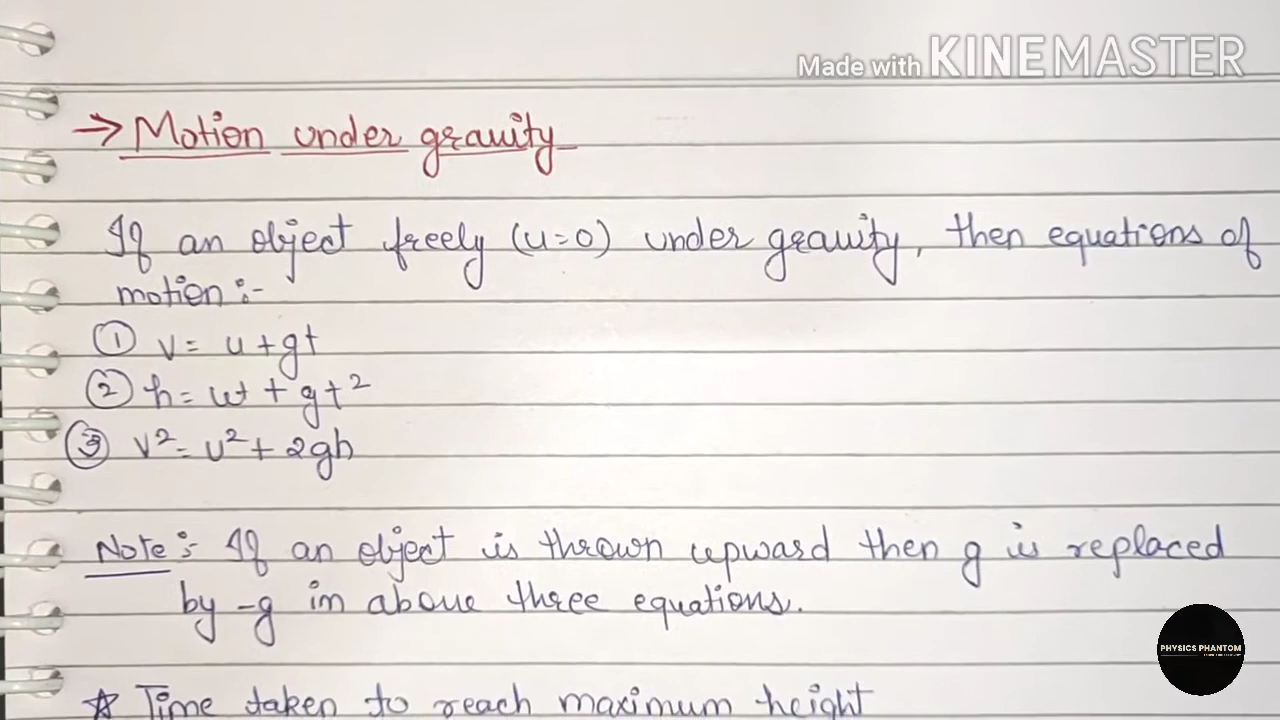 Made with KINEMASTER
→ Motion under gravity
If an object freely (u=0) under gravity, then equations of
motion :-
① v = u + gt
② h = ut + gt²
③ v² = u² + 2gh
Note :- If an object is thrown upward then g is replaced
by -g in above three equations.
PHYSICS PHANTOM
☆ Time taken to reach maximum height